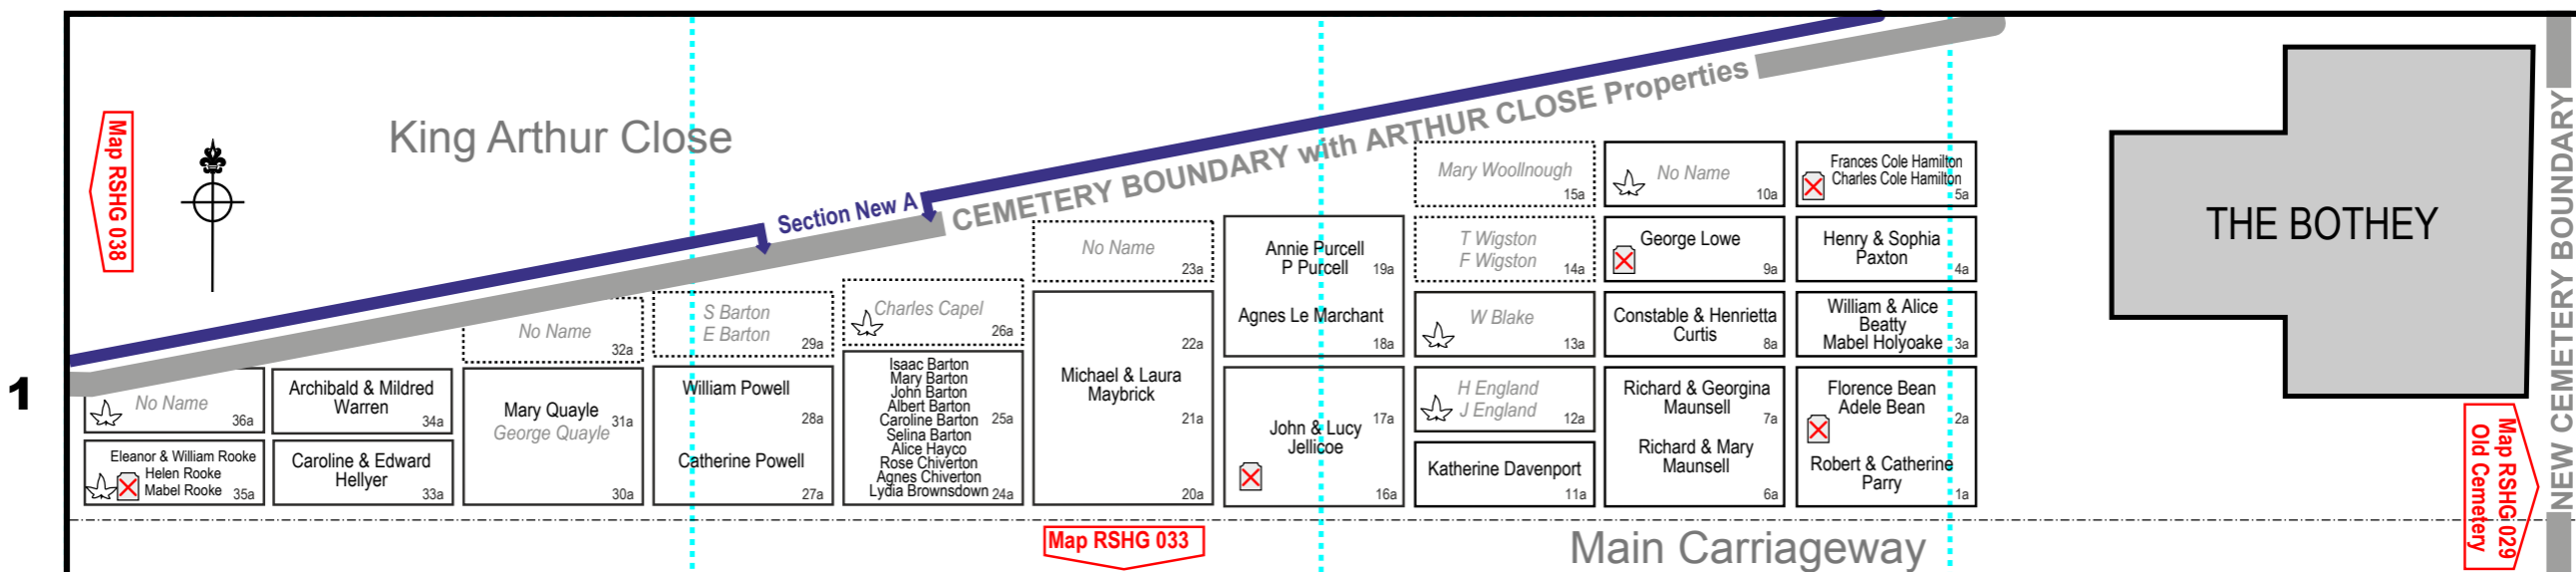 1
Map RSHG 038
King Arthur Close
Section New A
CEMETERY BOUNDARY with ARTHUR CLOSE Properties
THE BOTHEY
NEW CEMETERY BOUNDARY
Map RSHG 029
Old Cemetery
Map RSHG 033
Main Carriageway
No Name
36a
Eleanor & William Rooke
Helen Rooke
Mabel Rooke 35a
Archibald & Mildred
Warren
34a
Caroline & Edward
Hellyer
33a
No Name
32a
Mary Quayle 31a
George Quayle
30a
S Barton
E Barton
29a
William Powell
28a
Catherine Powell
27a
Charles Capel
26a
Isaac Barton
Mary Barton
John Barton
Albert Barton
Caroline Barton 25a
Selina Barton
Alice Hayco
Rose Chiverton
Agnes Chiverton
Lydia Brownsdown 24a
No Name
23a
22a
Michael & Laura
Maybrick
21a
20a
Annie Purcell
P Purcell 19a
Agnes Le Marchant
18a
John & Lucy 17a
Jellicoe
16a
Mary Woollnough
15a
T Wigston
F Wigston 14a
W Blake
13a
H England
J England 12a
Katherine Davenport
11a
No Name
10a
George Lowe
9a
Constable & Henrietta
Curtis
8a
Richard & Georgina
Maunsell 7a
Richard & Mary
Maunsell
6a
Frances Cole Hamilton
Charles Cole Hamilton
5a
Henry & Sophia
Paxton
4a
William & Alice
Beatty
Mabel Holyoake 3a
Florence Bean
Adele Bean
2a
Robert & Catherine
Parry
1a